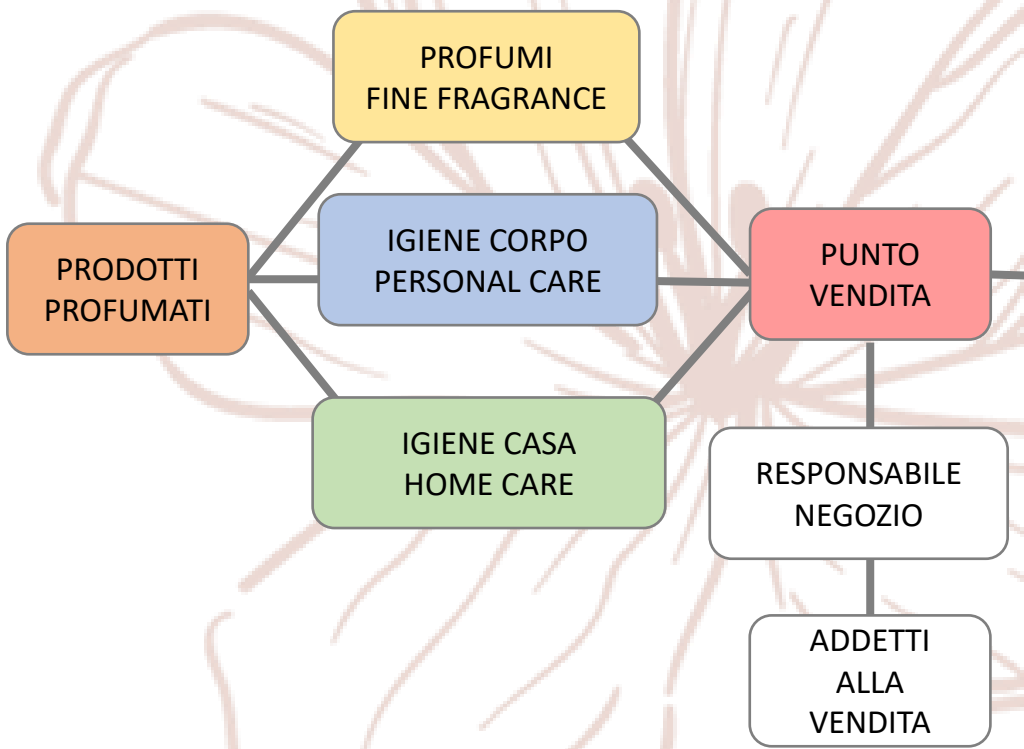 PROFUMI
FINE FRAGRANCE
IGIENE CORPO
PERSONAL CARE
PRODOTTI
PROFUMATI
PUNTO
VENDITA
IGIENE CASA
HOME CARE
RESPONSABILE
NEGOZIO
ADDETTI
ALLA
VENDITA